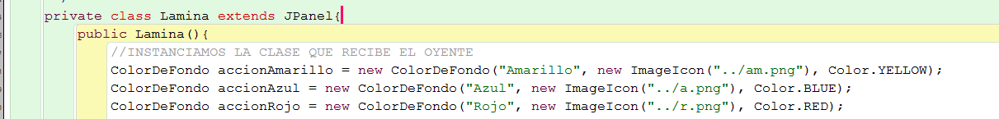 private class Lamina extends JPanel{
public Lamina(){
//INSTANCIAMOS LA CLASE QUE RECIBE EL OYENTE
ColorDeFondo accionAmarillo = new ColorDeFondo("Amarillo", new ImageIcon("../am.png"), Color.YELLOW);
ColorDeFondo accionAzul = new ColorDeFondo("Azul", new ImageIcon("../a.png"), Color.BLUE);
ColorDeFondo accionRojo = new ColorDeFondo("Rojo", new ImageIcon("../r.png"), Color.RED);